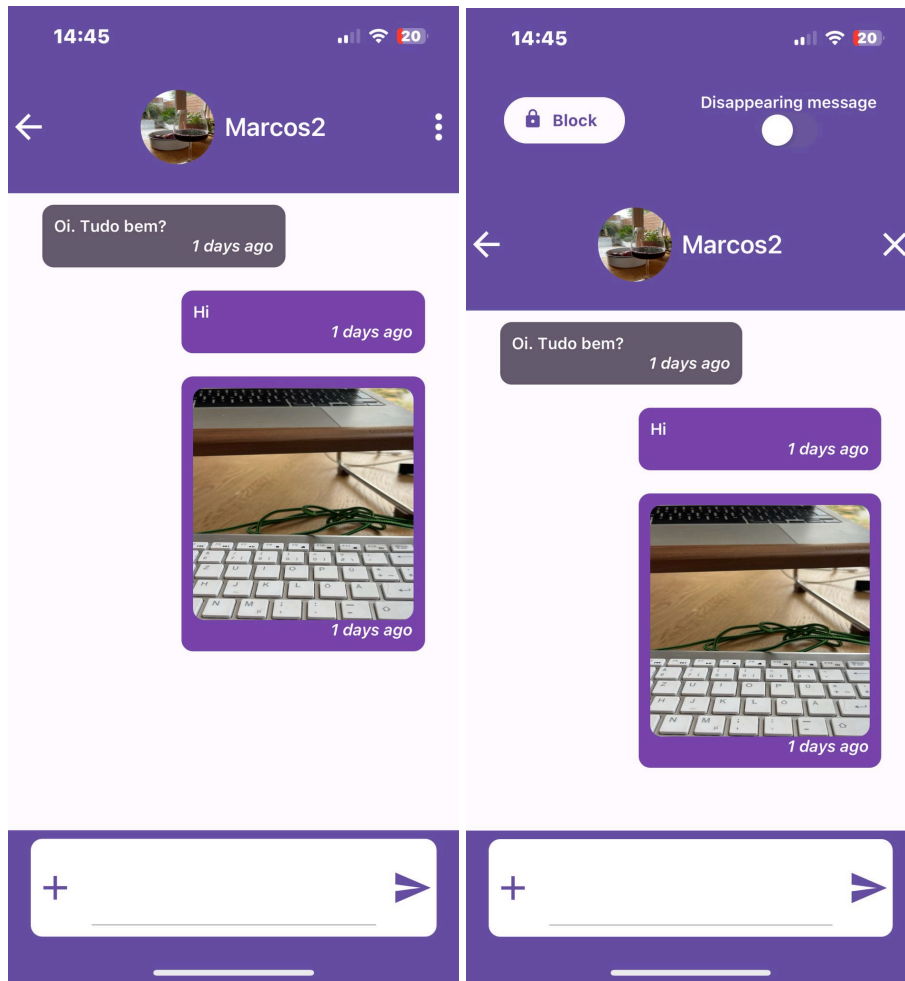 14:45
20
Marcos2
Oi. Tudo bem?
1 days ago
Hi
1 days ago
1 days ago
14:45
20
Block
Disappearing message
Marcos2
Oi. Tudo bem?
1 days ago
Hi
1 days ago
1 days ago